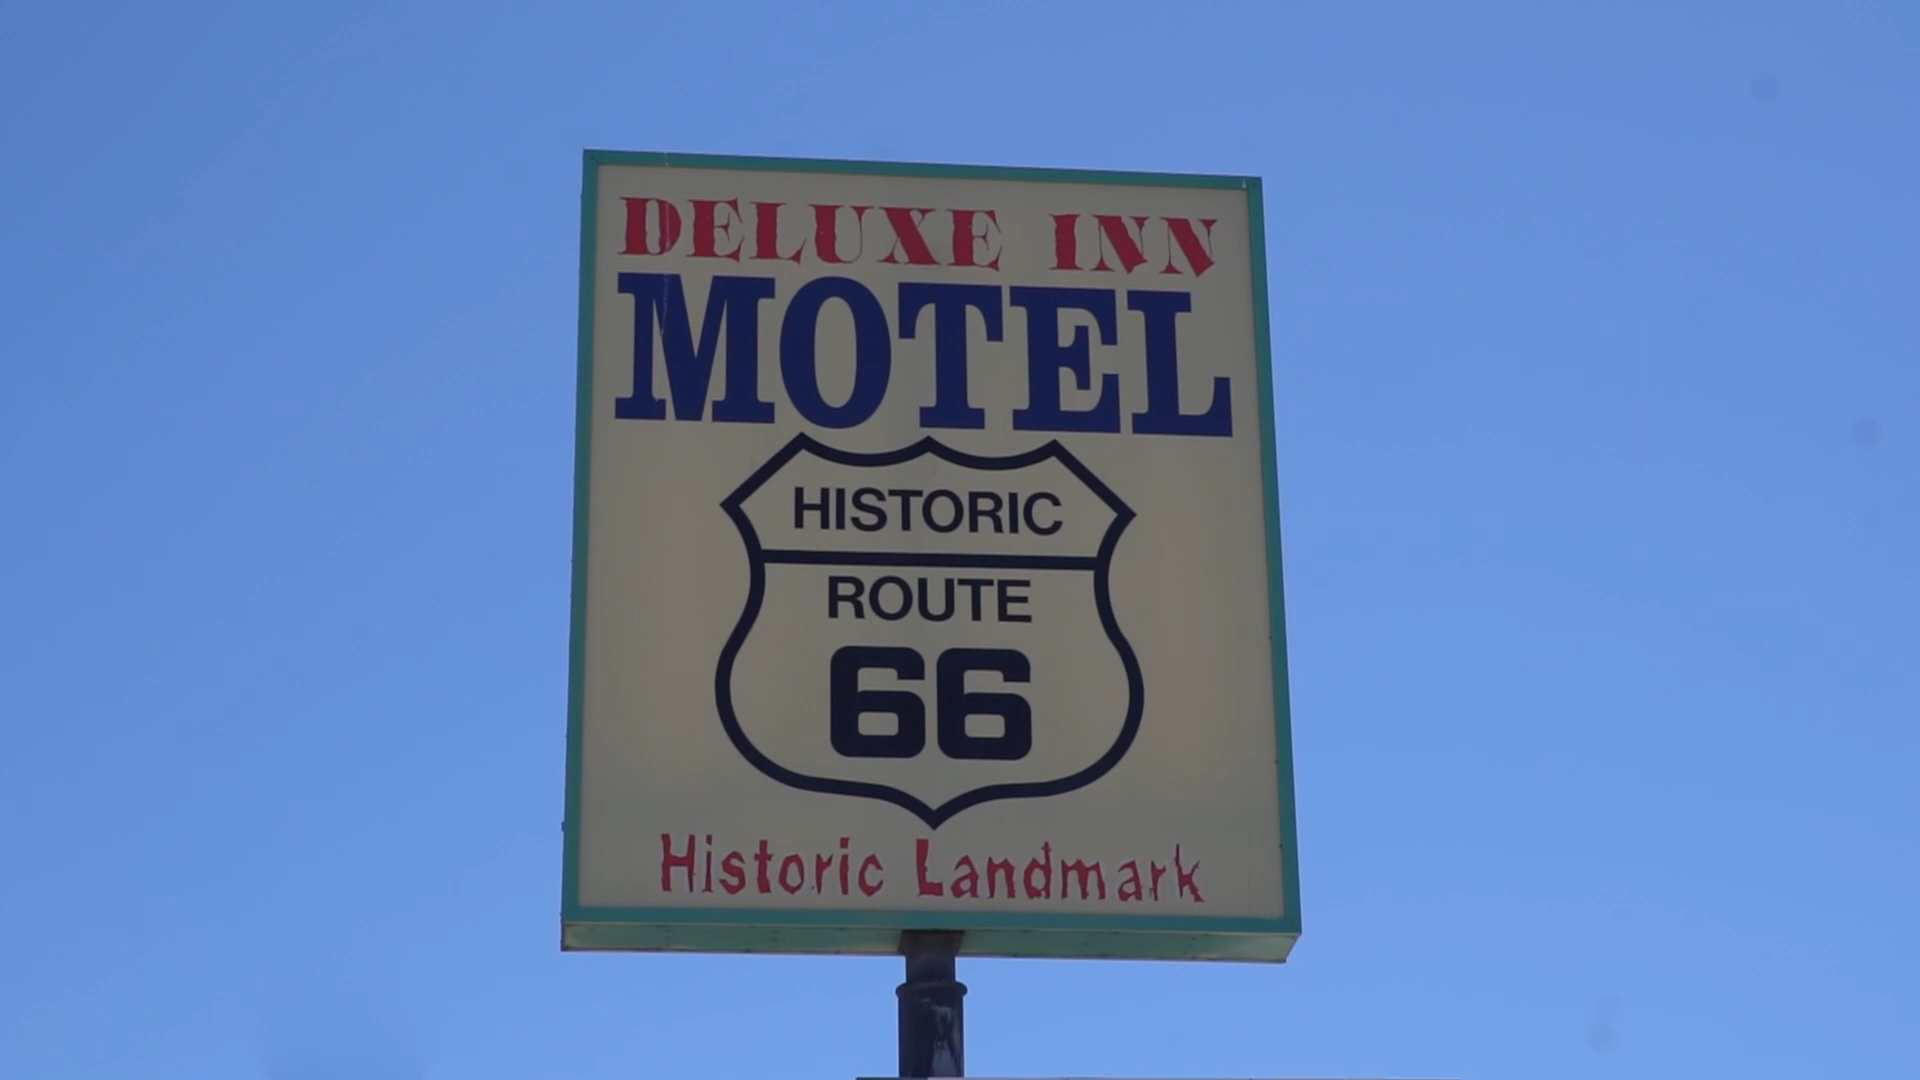 DELUXE INN
MOTEL
HISTORIC
ROUTE
66
Historic Landmark